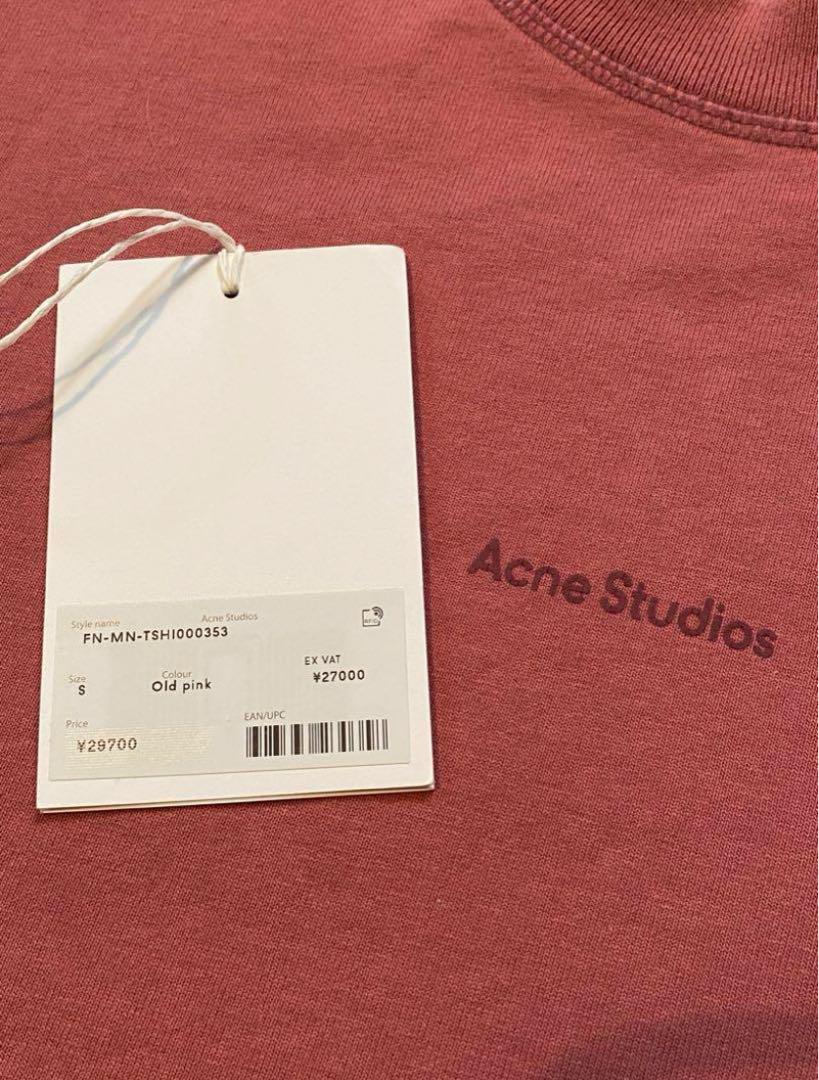 Style name
Acne Studios
FN-MN-TSHI000353
RFID
Size
Colour
EX VAT
S
Old pink
¥27000
Price
EAN/UPC
¥29700
Acne Studios